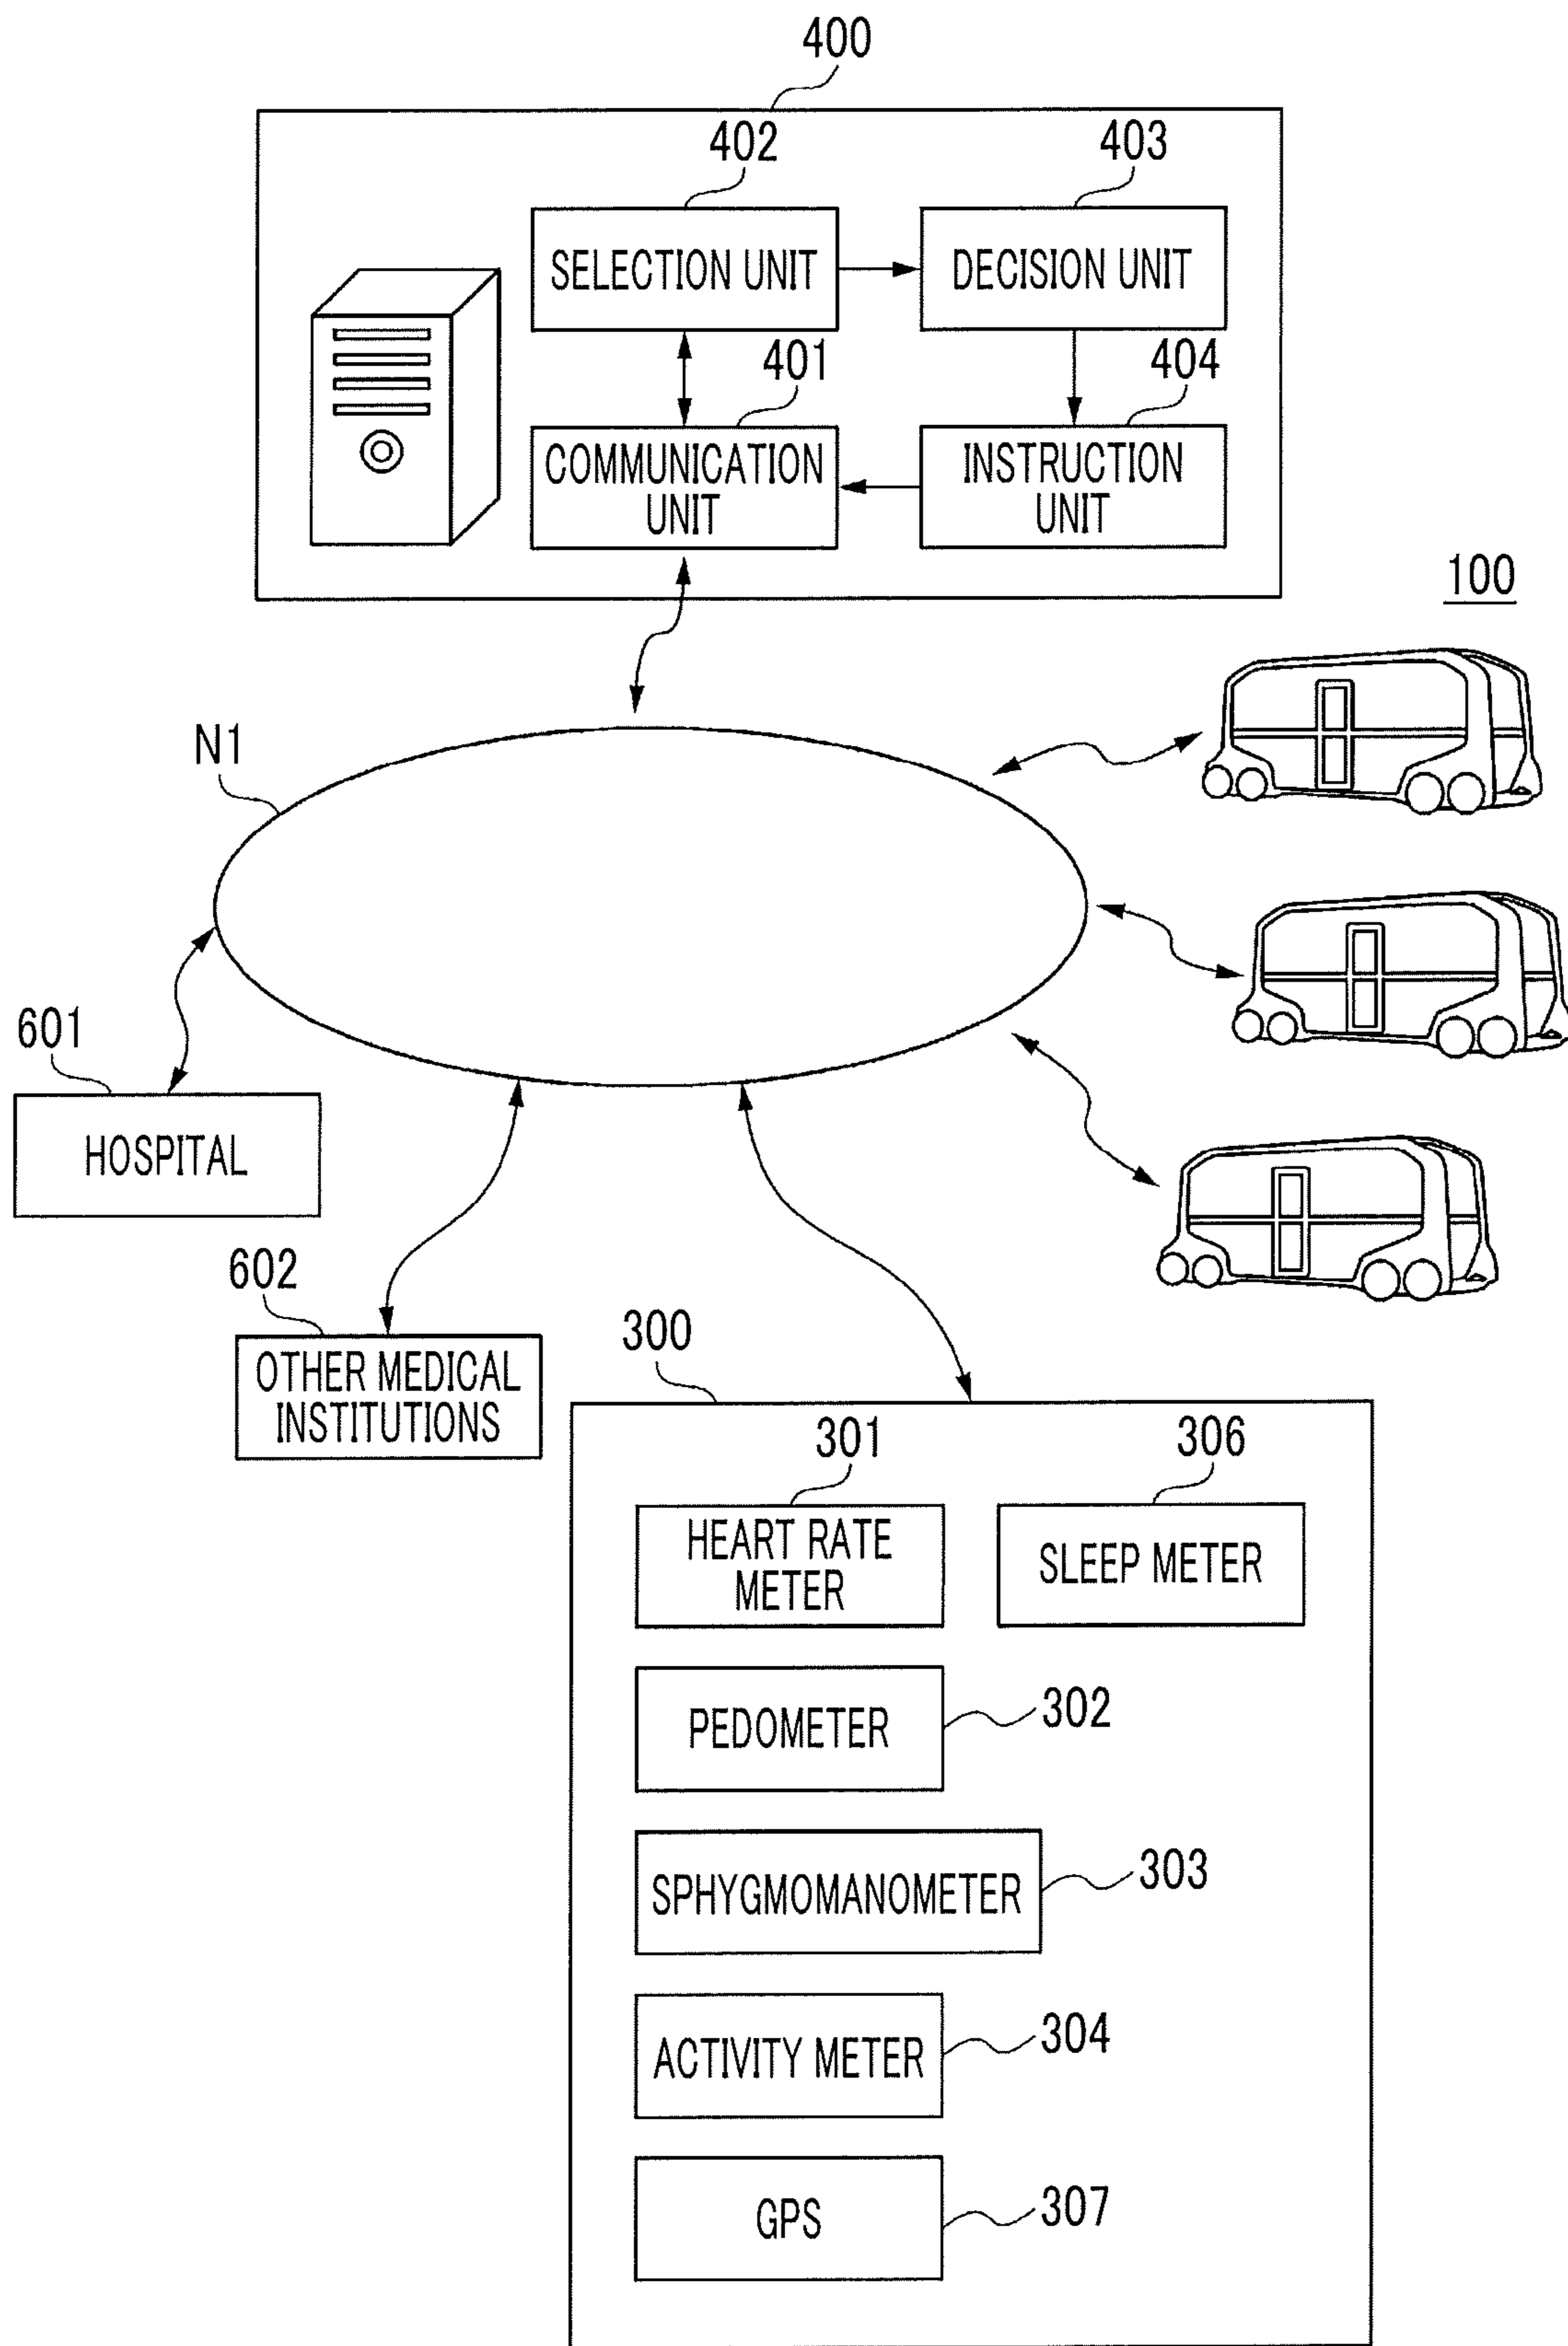 400
402
403
SELECTION UNIT
DECISION UNIT
401
404
COMMUNICATION
UNIT
INSTRUCTION
UNIT
100
N1
601
HOSPITAL
602
OTHER MEDICAL
INSTITUTIONS
300
301
306
HEART RATE
METER
SLEEP METER
PEDOMETER
302
SPHYGMOMANOMETER
303
ACTIVITY METER
304
GPS
307